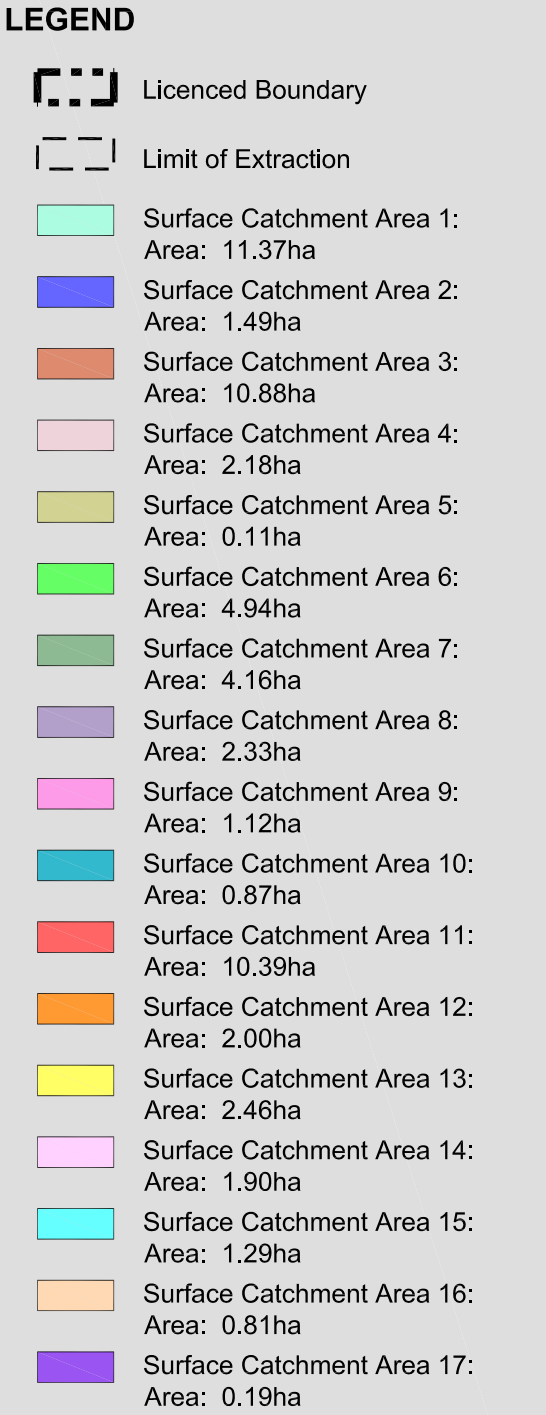 LEGEND
Licenced Boundary
Limit of Extraction
Surface Catchment Area 1:
Area: 11.37ha
Surface Catchment Area 2:
Area: 1.49ha
Surface Catchment Area 3:
Area: 10.88ha
Surface Catchment Area 4:
Area: 2.18ha
Surface Catchment Area 5:
Area: 0.11ha
Surface Catchment Area 6:
Area: 4.94ha
Surface Catchment Area 7:
Area: 4.16ha
Surface Catchment Area 8:
Area: 2.33ha
Surface Catchment Area 9:
Area: 1.12ha
Surface Catchment Area 10:
Area: 0.87ha
Surface Catchment Area 11:
Area: 10.39ha
Surface Catchment Area 12:
Area: 2.00ha
Surface Catchment Area 13:
Area: 2.46ha
Surface Catchment Area 14:
Area: 1.90ha
Surface Catchment Area 15:
Area: 1.29ha
Surface Catchment Area 16:
Area: 0.81ha
Surface Catchment Area 17:
Area: 0.19ha